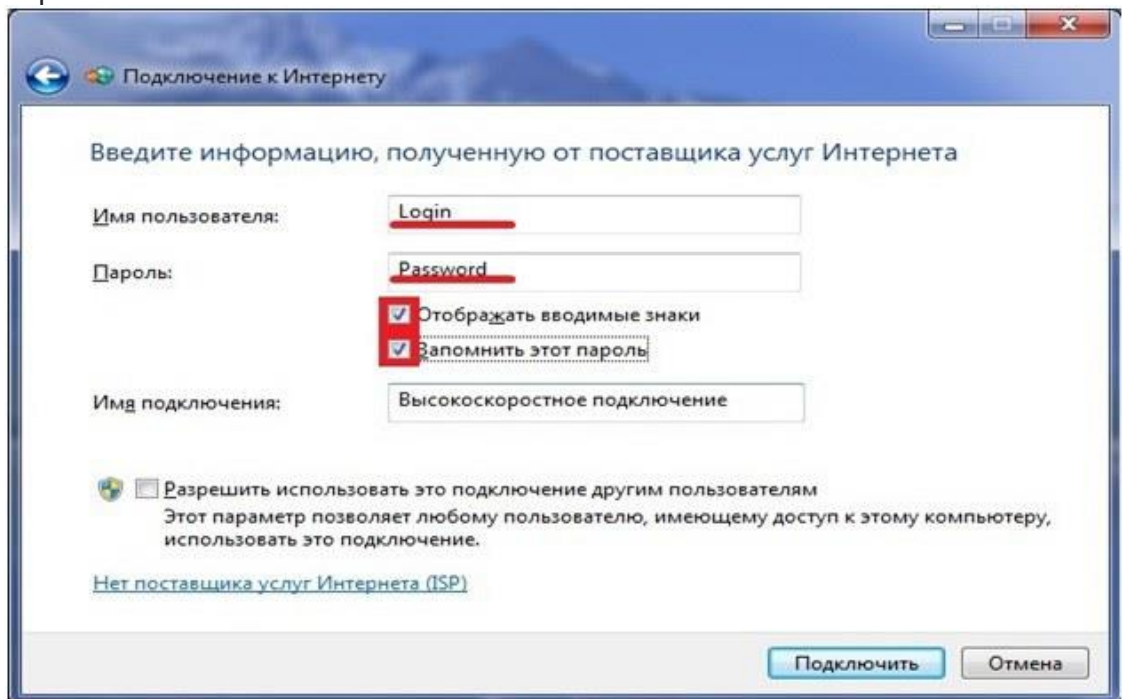 Подключение к Интернету
Введите информацию, полученную от поставщика услуг Интернета
Имя пользователя:
Login
Пароль:
Password
Отображать вводимые знаки
Запомнить этот пароль
Имя подключения:
Высокоскоростное подключение
Разрешить использовать это подключение другим пользователям
Этот параметр позволяет любому пользователю, имеющему доступ к этому компьютеру,
использовать это подключение.
Нет поставщика услуг Интернета (ISP)
Подключить
Отмена